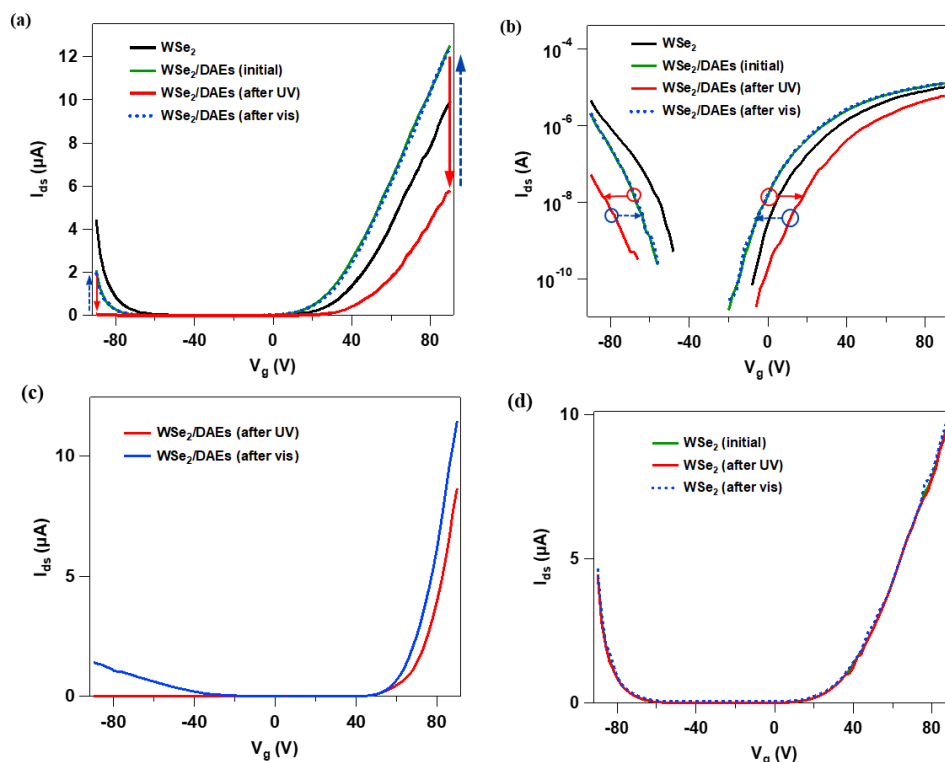 (a)
WSe₂
WSe₂/DAEs (initial)
WSe₂/DAEs (after UV)
WSe₂/DAEs (after vis)
12
10
8
6
4
2
0
I_ds (µA)
-80
-40
0
40
80
V_g (V)
(b)
WSe₂
WSe₂/DAEs (initial)
WSe₂/DAEs (after UV)
WSe₂/DAEs (after vis)
10⁻⁴
10⁻⁶
10⁻⁸
10⁻¹⁰
I_ds (A)
-80
-40
0
40
80
V_g (V)
(c)
WSe₂/DAEs (after UV)
WSe₂/DAEs (after vis)
10
5
0
I_ds (µA)
-80
-40
0
40
80
V_g (V)
(d)
WSe₂ (initial)
WSe₂ (after UV)
WSe₂ (after vis)
10
5
0
I_ds (µA)
-80
-40
0
40
80
V_g (V)